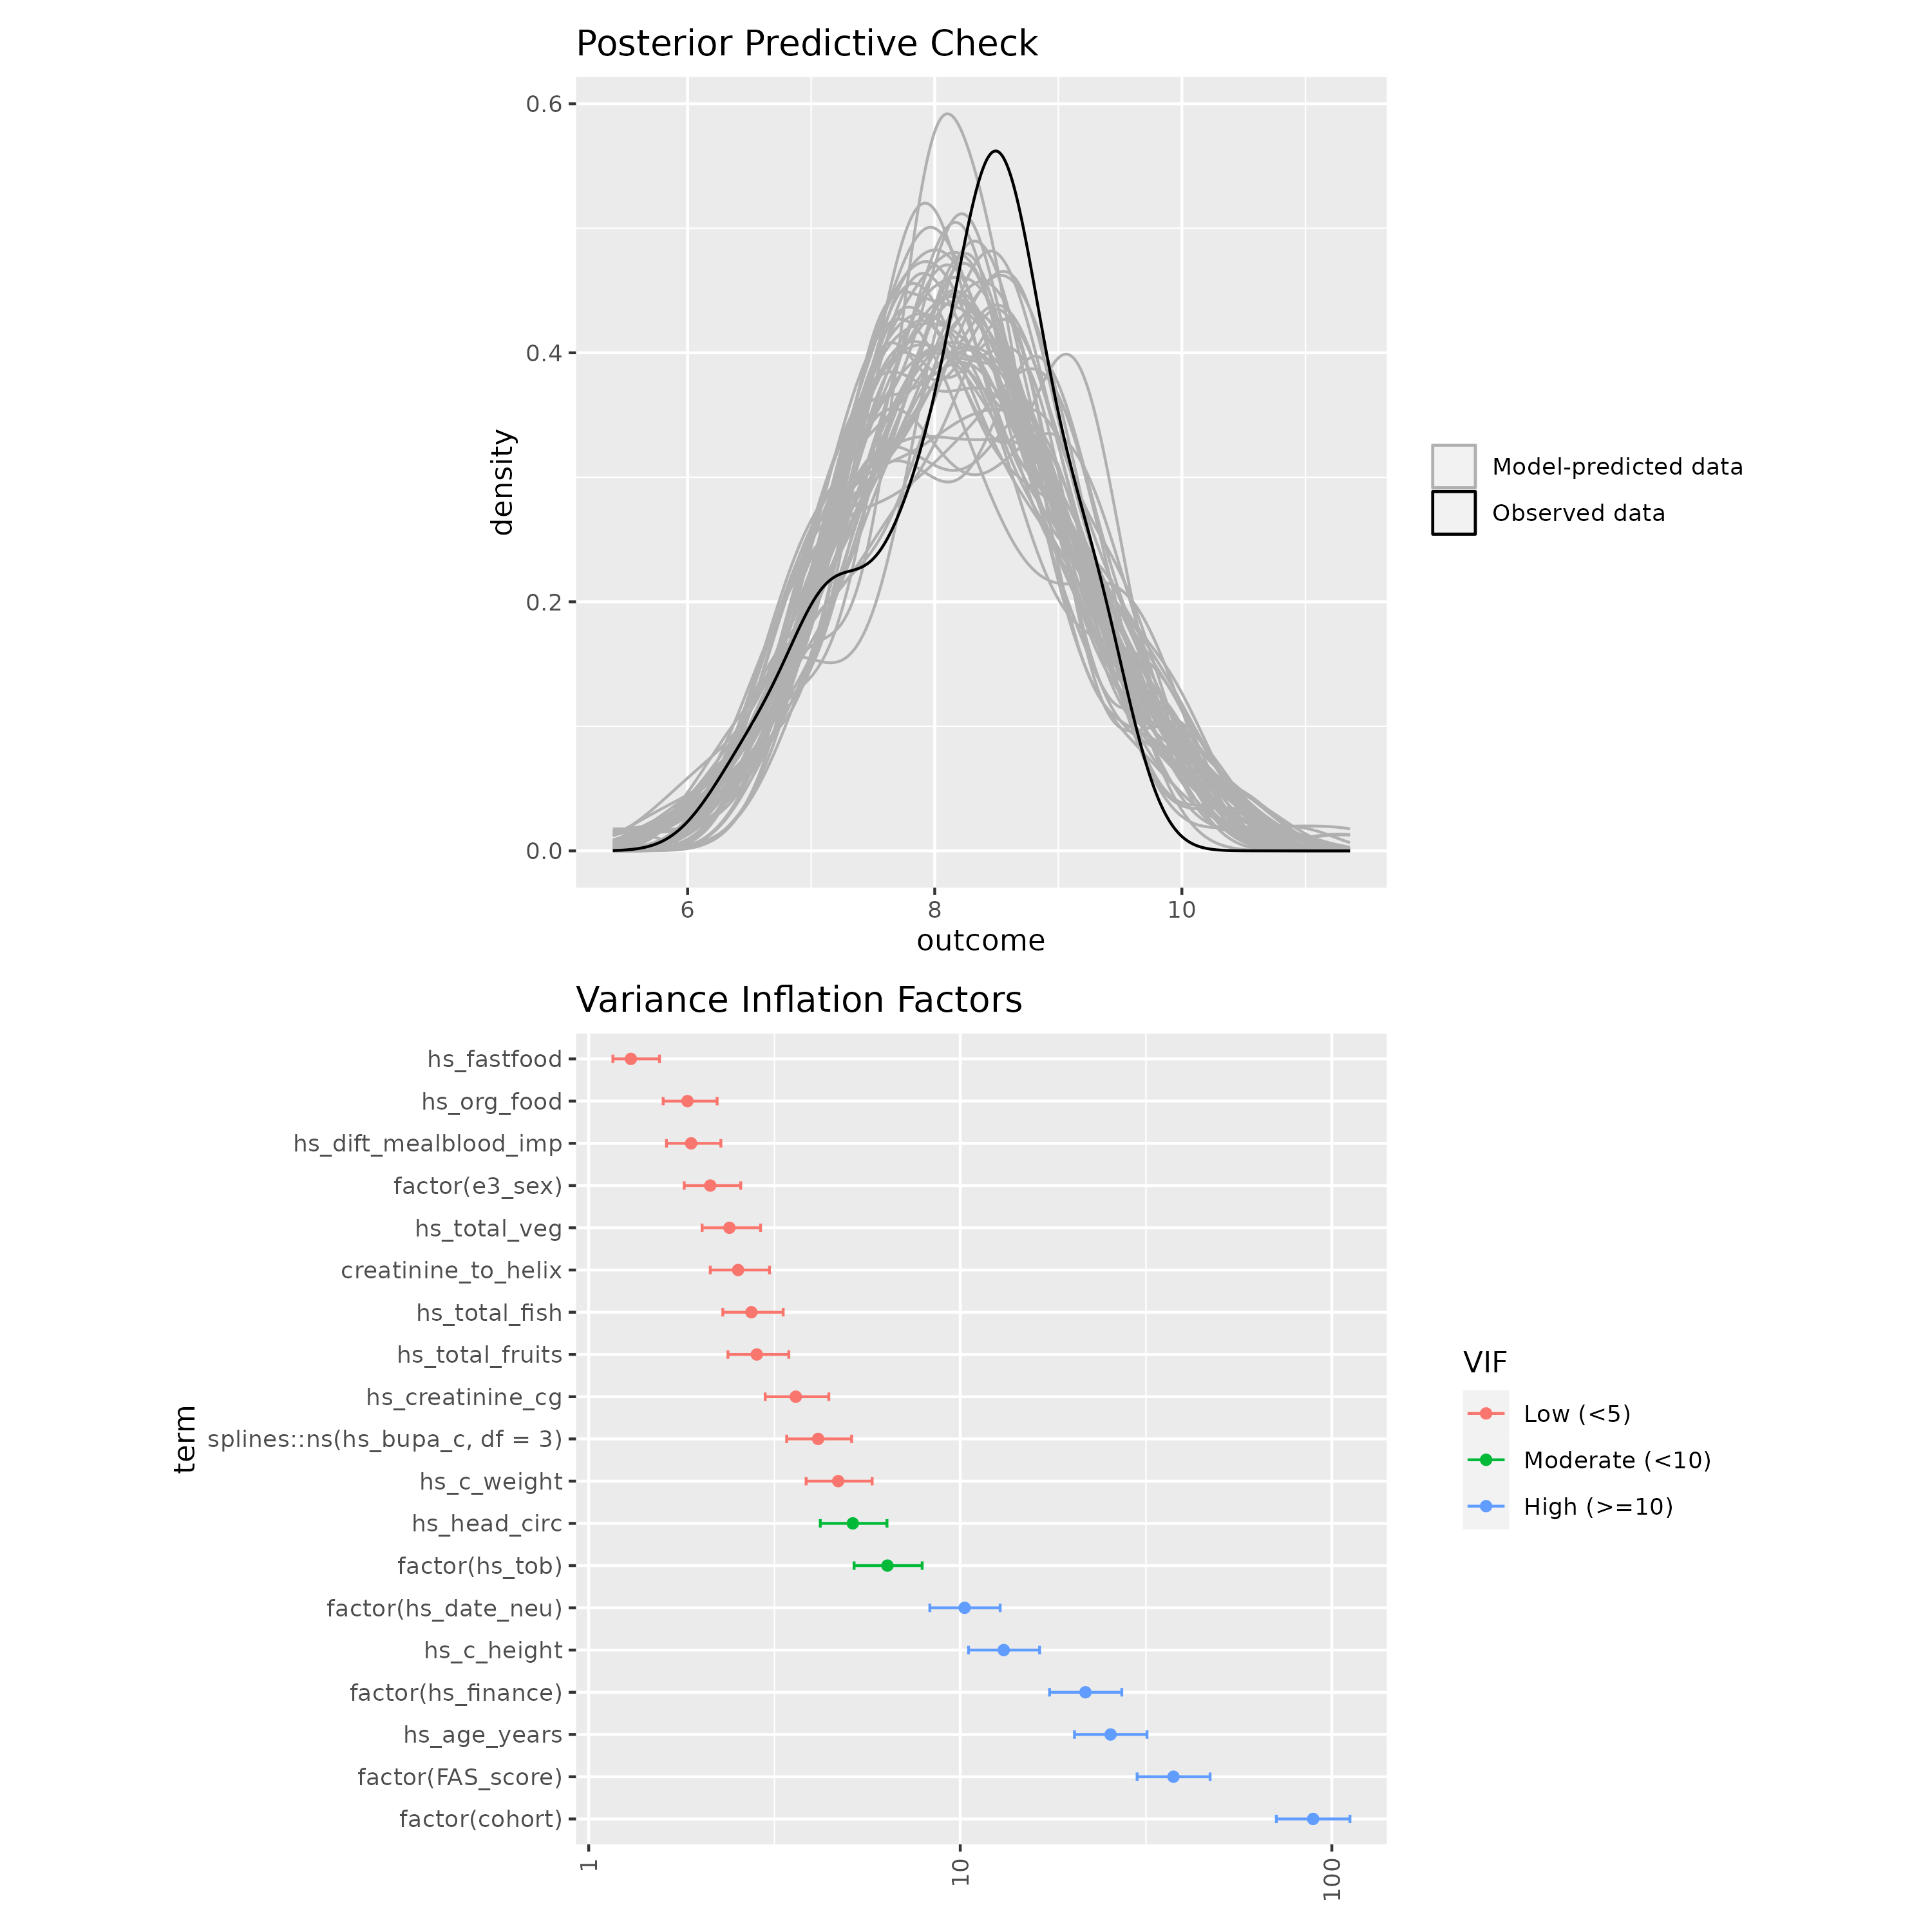 Posterior Predictive Check
0.6
0.4
0.2
0.0
density
6
8
10
outcome
Model-predicted data
Observed data
Variance Inflation Factors
hs_fastfood
hs_org_food
hs_dift_mealblood_imp
factor(e3_sex)
hs_total_veg
creatinine_to_helix
hs_total_fish
hs_total_fruits
hs_creatinine_cg
splines::ns(hs_bupa_c, df = 3)
hs_c_weight
hs_head_circ
factor(hs_tob)
factor(hs_date_neu)
hs_c_height
factor(hs_finance)
hs_age_years
factor(FAS_score)
factor(cohort)
term
1
10
100
VIF
Low (<5)
Moderate (<10)
High (>=10)